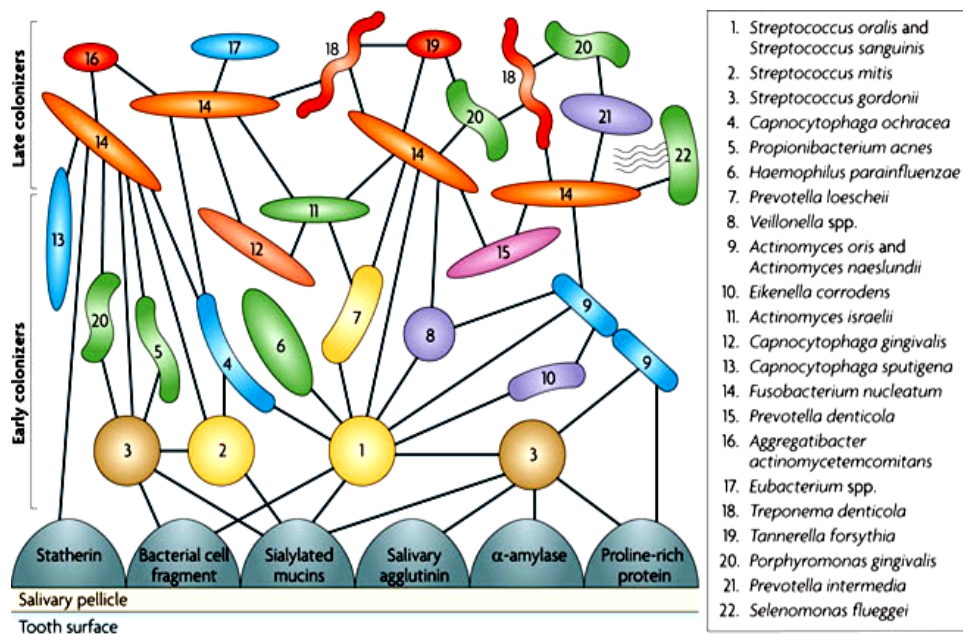 Late colonizers
Early colonizers
16
17
18
19
18
20
14
14
20
21
14
22
14
13
12
11
15
20
5
4
6
7
8
9
10
9
3
2
1
3
Statherin
Bacterial cell
fragment
Sialylated
mucins
Salivary
agglutinin
α-amylase
Proline-rich
protein
Salivary pellicle
Tooth surface
1. Streptococcus oralis and
Streptococcus sanguinis
2. Streptococcus mitis
3. Streptococcus gordonii
4. Capnocytophaga ochracea
5. Propionibacterium acnes
6. Haemophilus parainfluenzae
7. Prevotella loescheii
8. Veillonella spp.
9. Actinomyces oris and
Actinomyces naeslundii
10. Eikenella corrodens
11. Actinomyces israelii
12. Capnocytophaga gingivalis
13. Capnocytophaga sputigena
14. Fusobacterium nucleatum
15. Prevotella denticola
16. Aggregatibacter
actinomycetemcomitans
17. Eubacterium spp.
18. Treponema denticola
19. Tannerella forsythia
20. Porphyromonas gingivalis
21. Prevotella intermedia
22. Selenomonas flueggei